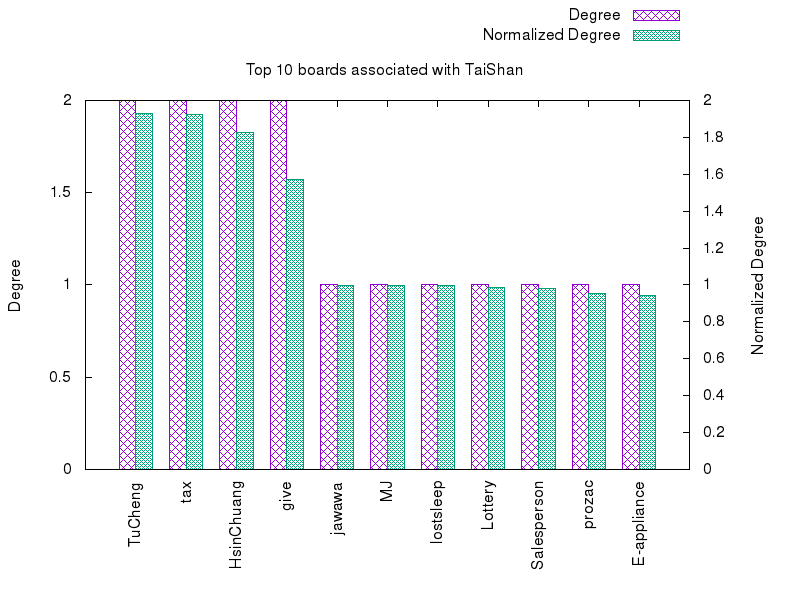 Degree
Normalized Degree
Top 10 boards associated with TaiShan
2
1.5
1
0.5
0
Degree
2
1.8
1.6
1.4
1.2
1
0.8
0.6
0.4
0.2
0
Normalized Degree
TuCheng
tax
HsinChuang
give
jawawa
MJ
lostsleep
Lottery
Salesperson
prozac
E-appliance